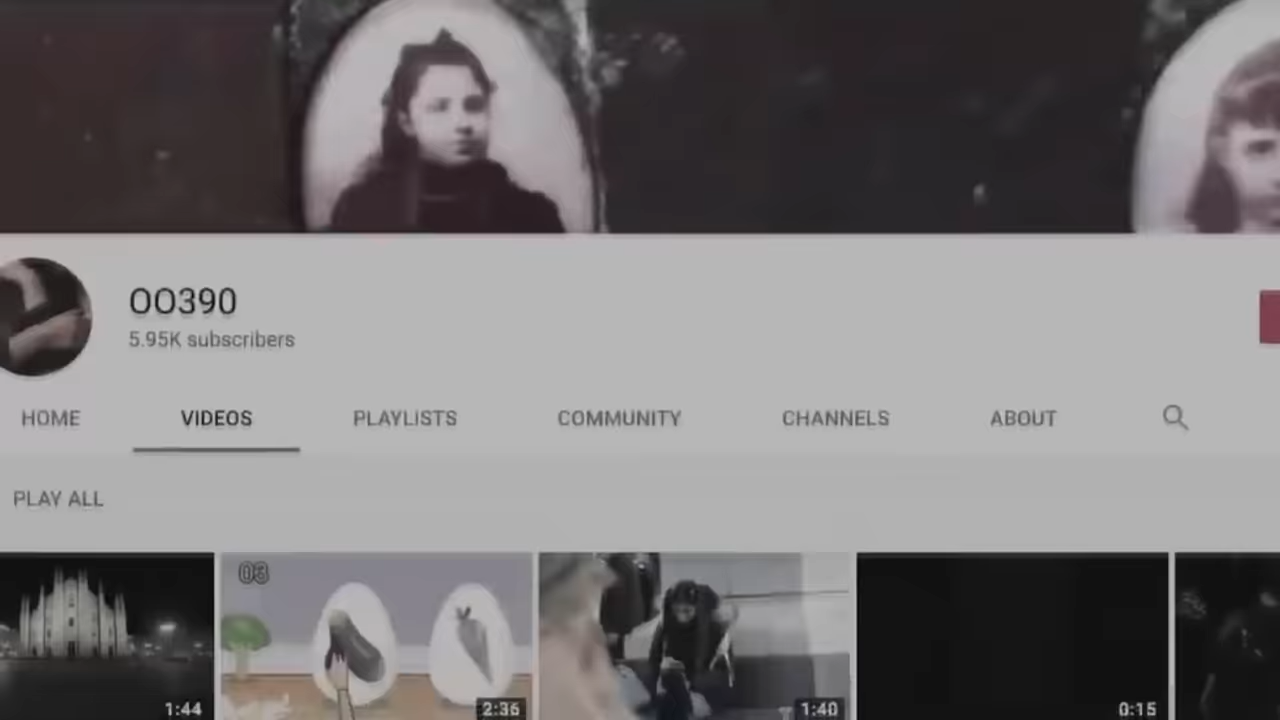 OO390
5.95K subscribers
HOME VIDEOS PLAYLISTS COMMUNITY CHANNELS ABOUT
PLAY ALL
03
1:44 2:36 1:40 0:15